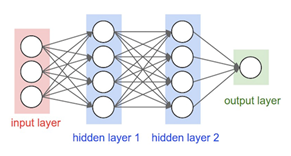 input layer
hidden layer 1
hidden layer 2
output layer